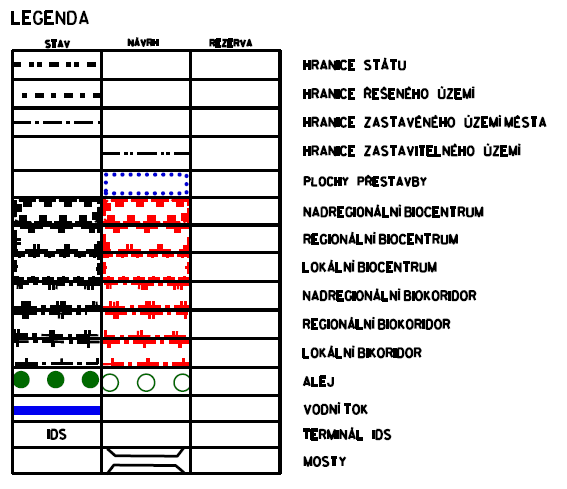 LEGENDA
STAV NÁVRH REZERVA
HRANICE STÁTU
HRANICE ŘEŠENÉHO ÚZEMÍ
HRANICE ZASTAVĚNÉHO ÚZEMÍ MĚSTA
HRANICE ZASTAVITELNÉHO ÚZEMÍ
PLOCHY PŘESTAVBY
NADREGIONÁLNÍ BIOCENTRUM
REGIONÁLNÍ BIOCENTRUM
LOKÁLNÍ BIOCENTRUM
NADREGIONÁLNÍ BIOKORIDOR
REGIONÁLNÍ BIOKORIDOR
LOKÁLNÍ BIKORIDOR
ALEJ
VODNÍ TOK
IDS TERMINÁL IDS
MOSTY